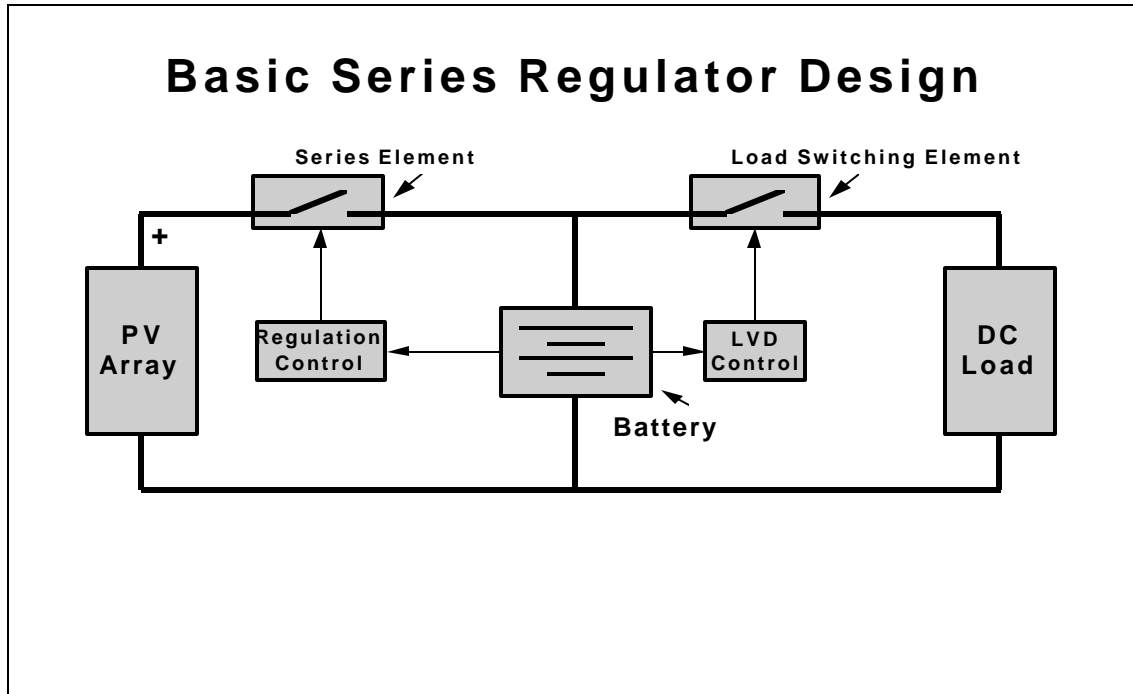 Basic Series Regulator Design
Series Element
Load Switching Element
+
PV
Array
Regulation
Control
LVD
Control
DC
Load
Battery